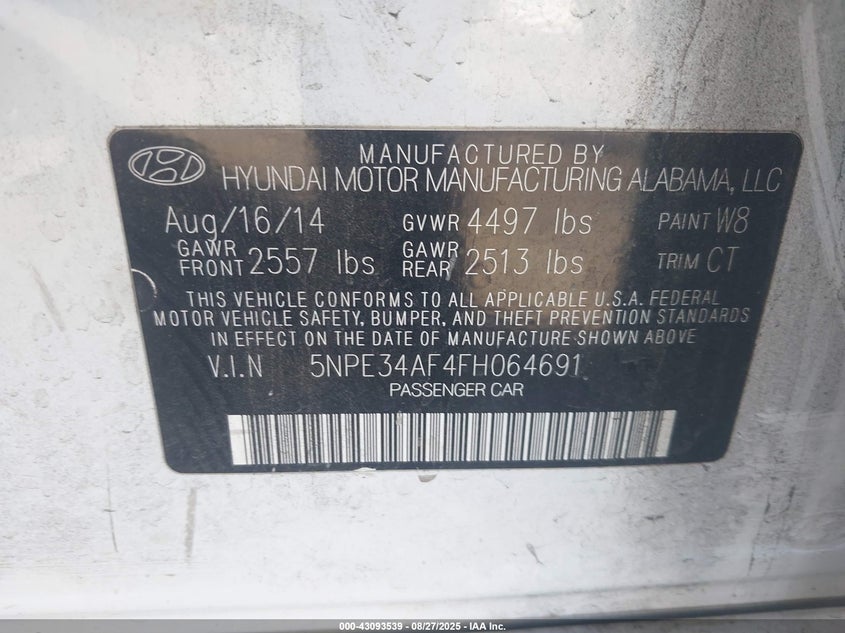 MANUFACTURED BY
HYUNDAI MOTOR MANUFACTURING ALABAMA, LLC
Aug/16/14 GVWR 4497 lbs PAINT W8
GAWR FRONT 2557 lbs GAWR REAR 2513 lbs TRIM CT
THIS VEHICLE CONFORMS TO ALL APPLICABLE U.S.A. FEDERAL
MOTOR VEHICLE SAFETY, BUMPER, AND THEFT PREVENTION STANDARDS
IN EFFECT ON THE DATE OF MANUFACTURE SHOWN ABOVE
V.I.N 5NPE34AF4FH064691
PASSENGER CAR
000-43093539 - 08/27/2025 - IAA Inc.